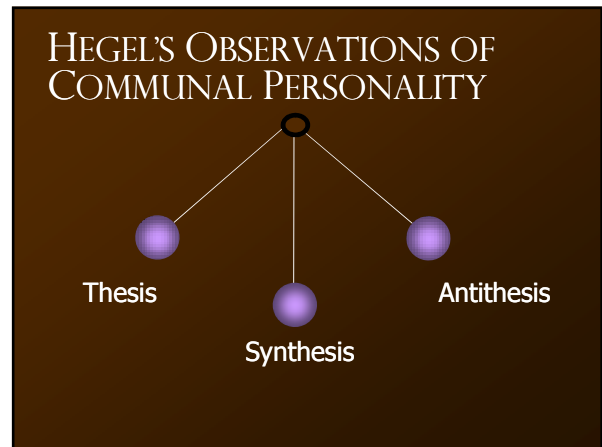 HEGEL'S OBSERVATIONS OF
COMMUNAL PERSONALITY
Thesis
Antithesis
Synthesis